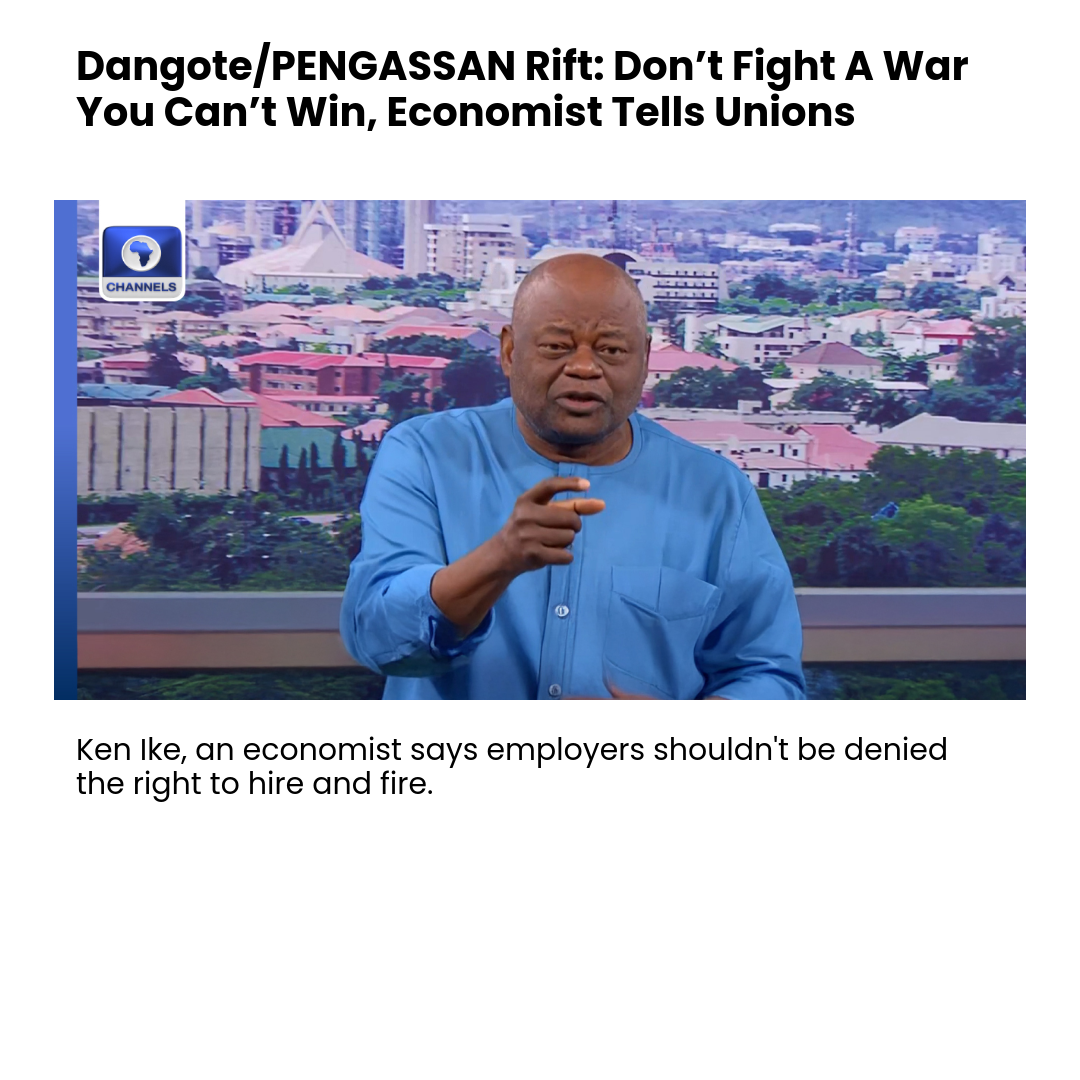 Dangote/PENGASSAN Rift: Don’t Fight A War
You Can’t Win, Economist Tells Unions
CHANNELS
Ken Ike, an economist says employers shouldn't be denied
the right to hire and fire.